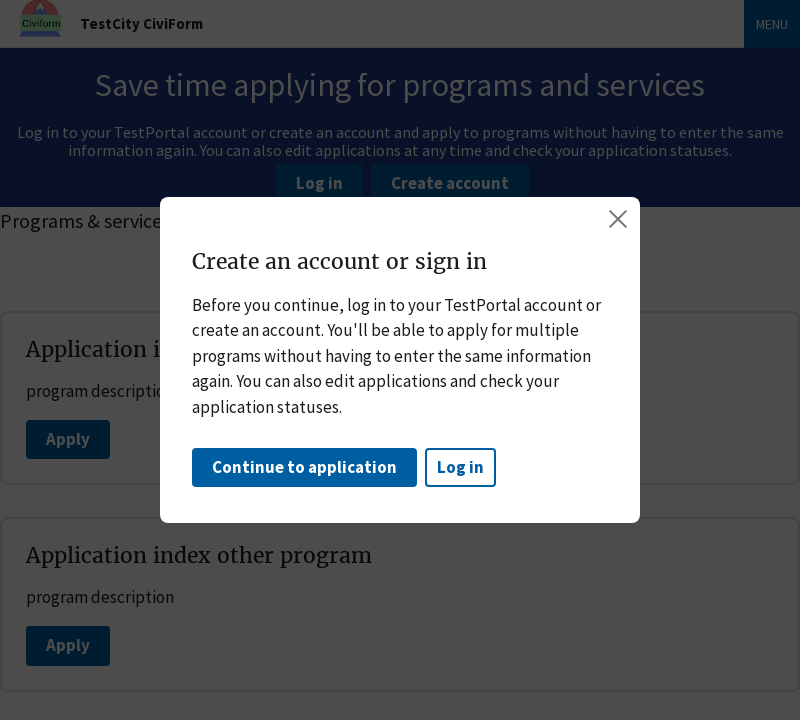 Civiform
TestCity CiviForm
MENU
Save time applying for programs and services
Log in to your TestPortal account or create an account and apply to programs without having to enter the same
information again. You can also edit applications at any time and check your application statuses.
Log in
Create account
Programs &
Create an account or sign in
Before you continue, log in to your TestPortal account or
create an account. You'll be able to apply for multiple
programs without having to enter the same information
again. You can also edit applications and check your
application statuses.
Continue to application
Log in
Application
program
Apply
Application index other program
program description
Apply